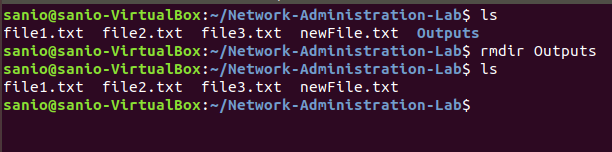 sanio@sanio-VirtualBox:~/Network-Administration-Lab$ ls
file1.txt  file2.txt  file3.txt  newFile.txt  Outputs
sanio@sanio-VirtualBox:~/Network-Administration-Lab$ rmdir Outputs
sanio@sanio-VirtualBox:~/Network-Administration-Lab$ ls
file1.txt  file2.txt  file3.txt  newFile.txt
sanio@sanio-VirtualBox:~/Network-Administration-Lab$